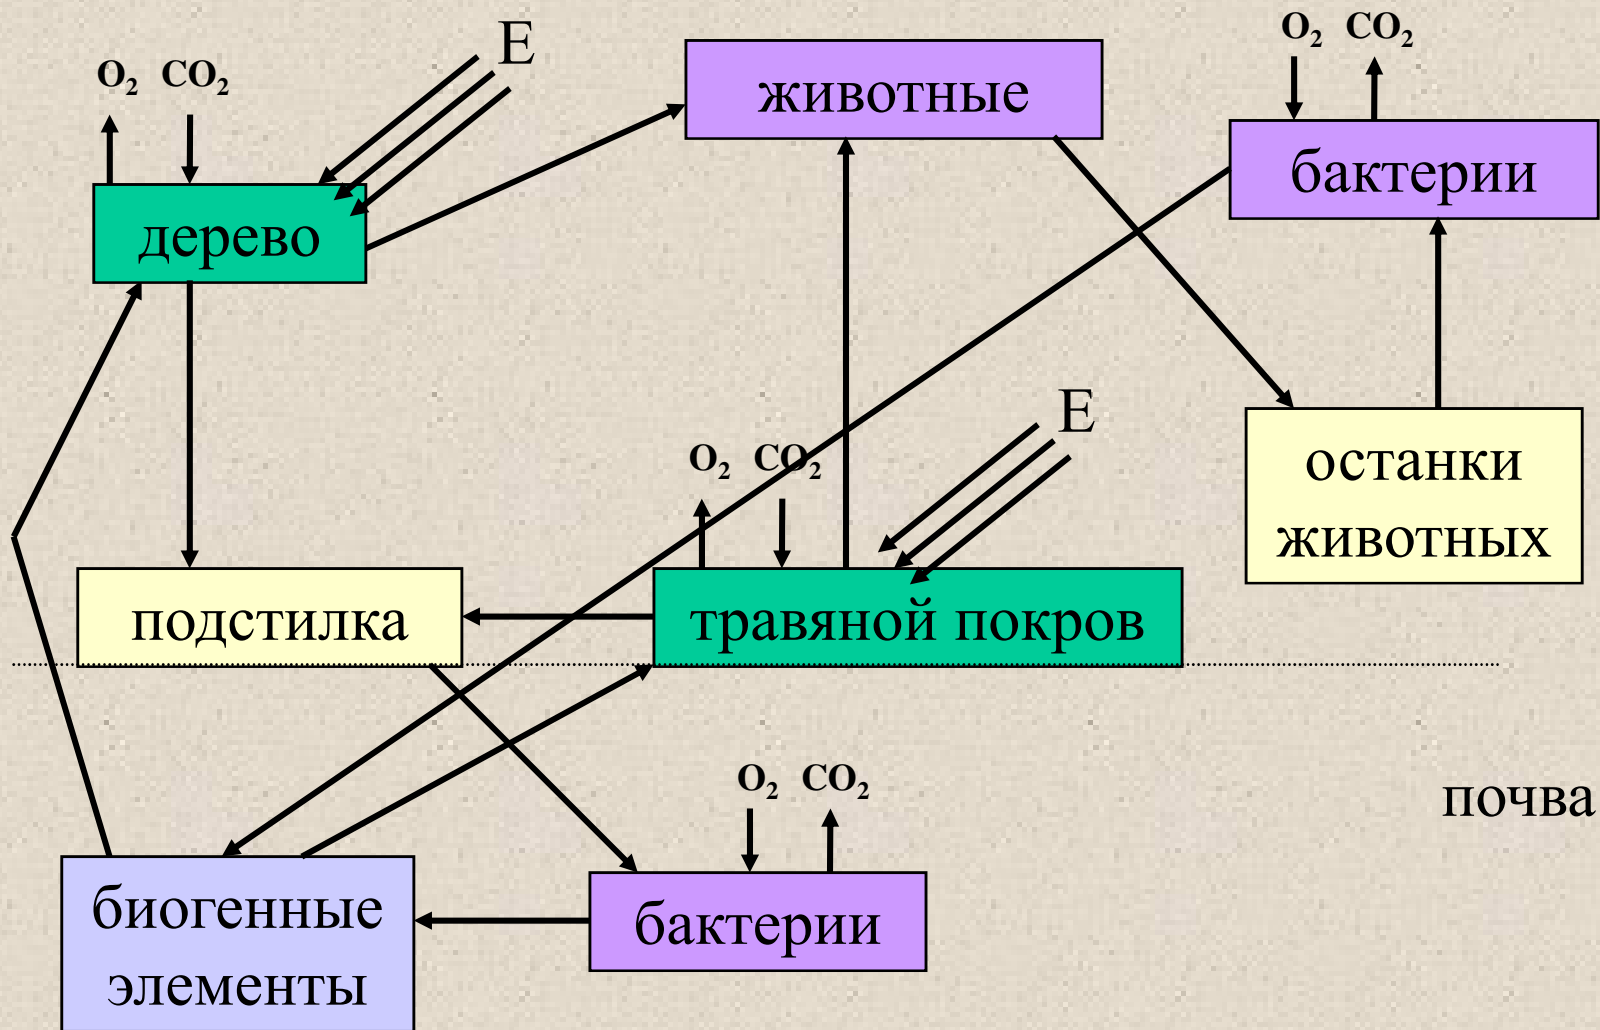 O₂ CO₂
E
животные
O₂ CO₂
бактерии
дерево
E
O₂ CO₂
останки
животных
подстилка
травяной покров
O₂ CO₂
почва
биогенные
элементы
бактерии